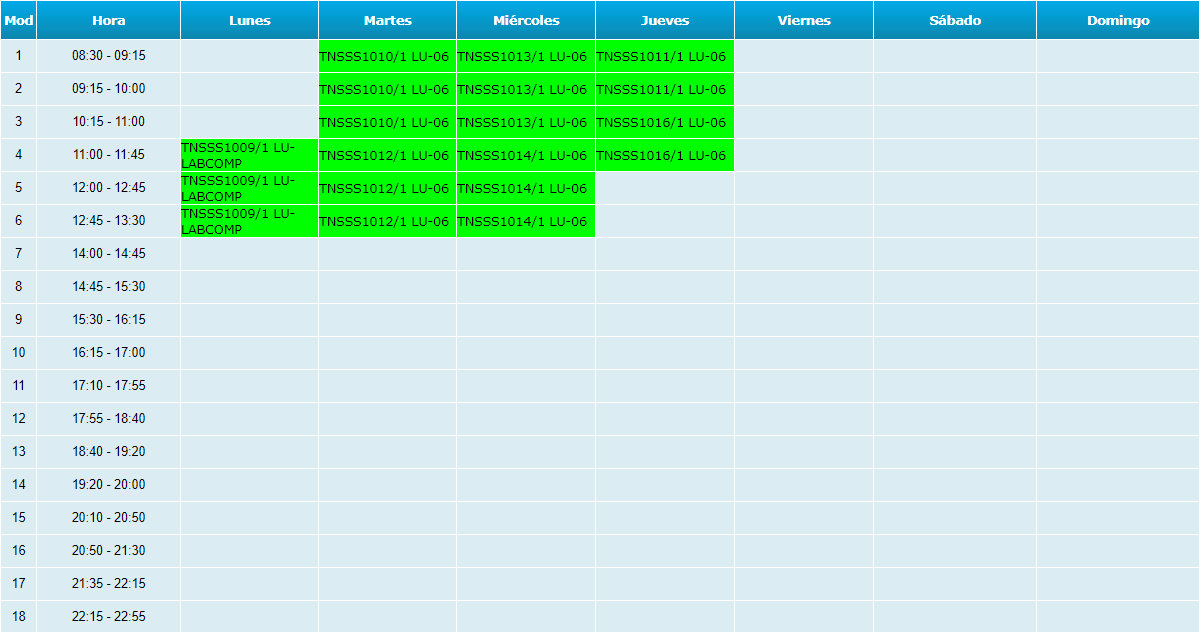 Mod Hora Lunes Martes Miércoles Jueves Viernes Sábado Domingo
1 08:30 - 09:15 TNSSS1010/1 LU-06 TNSSS1013/1 LU-06 TNSSS1011/1 LU-06
2 09:15 - 10:00 TNSSS1010/1 LU-06 TNSSS1013/1 LU-06 TNSSS1011/1 LU-06
3 10:15 - 11:00 TNSSS1010/1 LU-06 TNSSS1013/1 LU-06 TNSSS1016/1 LU-06
4 11:00 - 11:45 TNSSS1009/1 LU-
LABCOMP TNSSS1012/1 LU-06 TNSSS1014/1 LU-06 TNSSS1016/1 LU-06
5 12:00 - 12:45 TNSSS1009/1 LU-
LABCOMP TNSSS1012/1 LU-06 TNSSS1014/1 LU-06
6 12:45 - 13:30 TNSSS1009/1 LU-
LABCOMP TNSSS1012/1 LU-06 TNSSS1014/1 LU-06
7 14:00 - 14:45
8 14:45 - 15:30
9 15:30 - 16:15
10 16:15 - 17:00
11 17:10 - 17:55
12 17:55 - 18:40
13 18:40 - 19:20
14 19:20 - 20:00
15 20:10 - 20:50
16 20:50 - 21:30
17 21:35 - 22:15
18 22:15 - 22:55